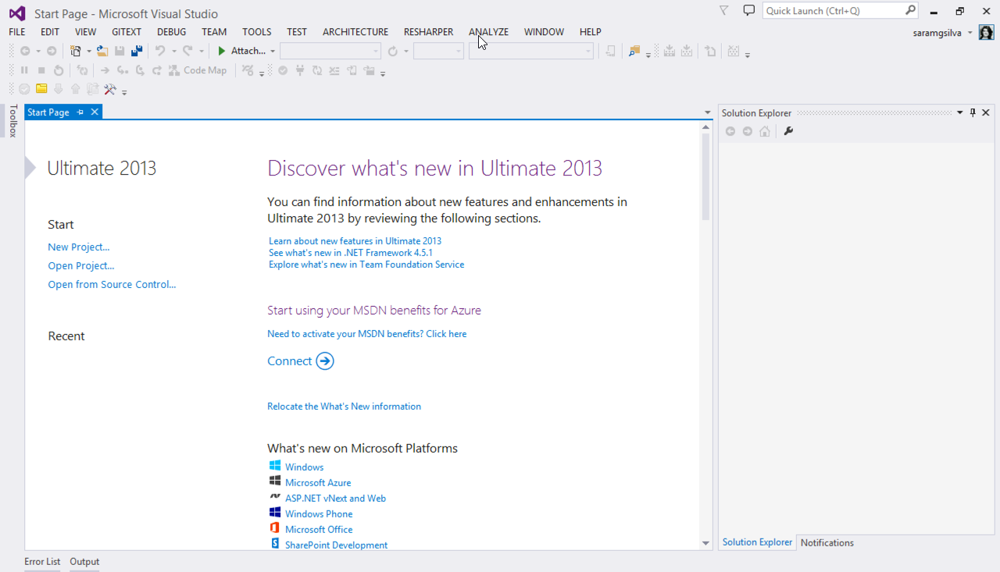 Start Page - Microsoft Visual Studio
Quick Launch (Ctrl+Q)
FILE EDIT VIEW GITEXT DEBUG TEAM TOOLS TEST ARCHITECTURE RESHARPER ANALYZE WINDOW HELP
saramgsilva
Attach...
Code Map
Toolbox
Start Page
Solution Explorer
Ultimate 2013
Start
New Project...
Open Project...
Open from Source Control...
Recent
Discover what's new in Ultimate 2013
You can find information about new features and enhancements in
Ultimate 2013 by reviewing the following sections.
Learn about new features in Ultimate 2013
See what's new in .NET Framework 4.5.1
Explore what's new in Team Foundation Service
Start using your MSDN benefits for Azure
Need to activate your MSDN benefits? Click here
Connect
Relocate the What's New information
What's new on Microsoft Platforms
Windows
Microsoft Azure
ASP.NET vNext and Web
Windows Phone
Microsoft Office
SharePoint Development
Solution Explorer Notifications
Error List Output